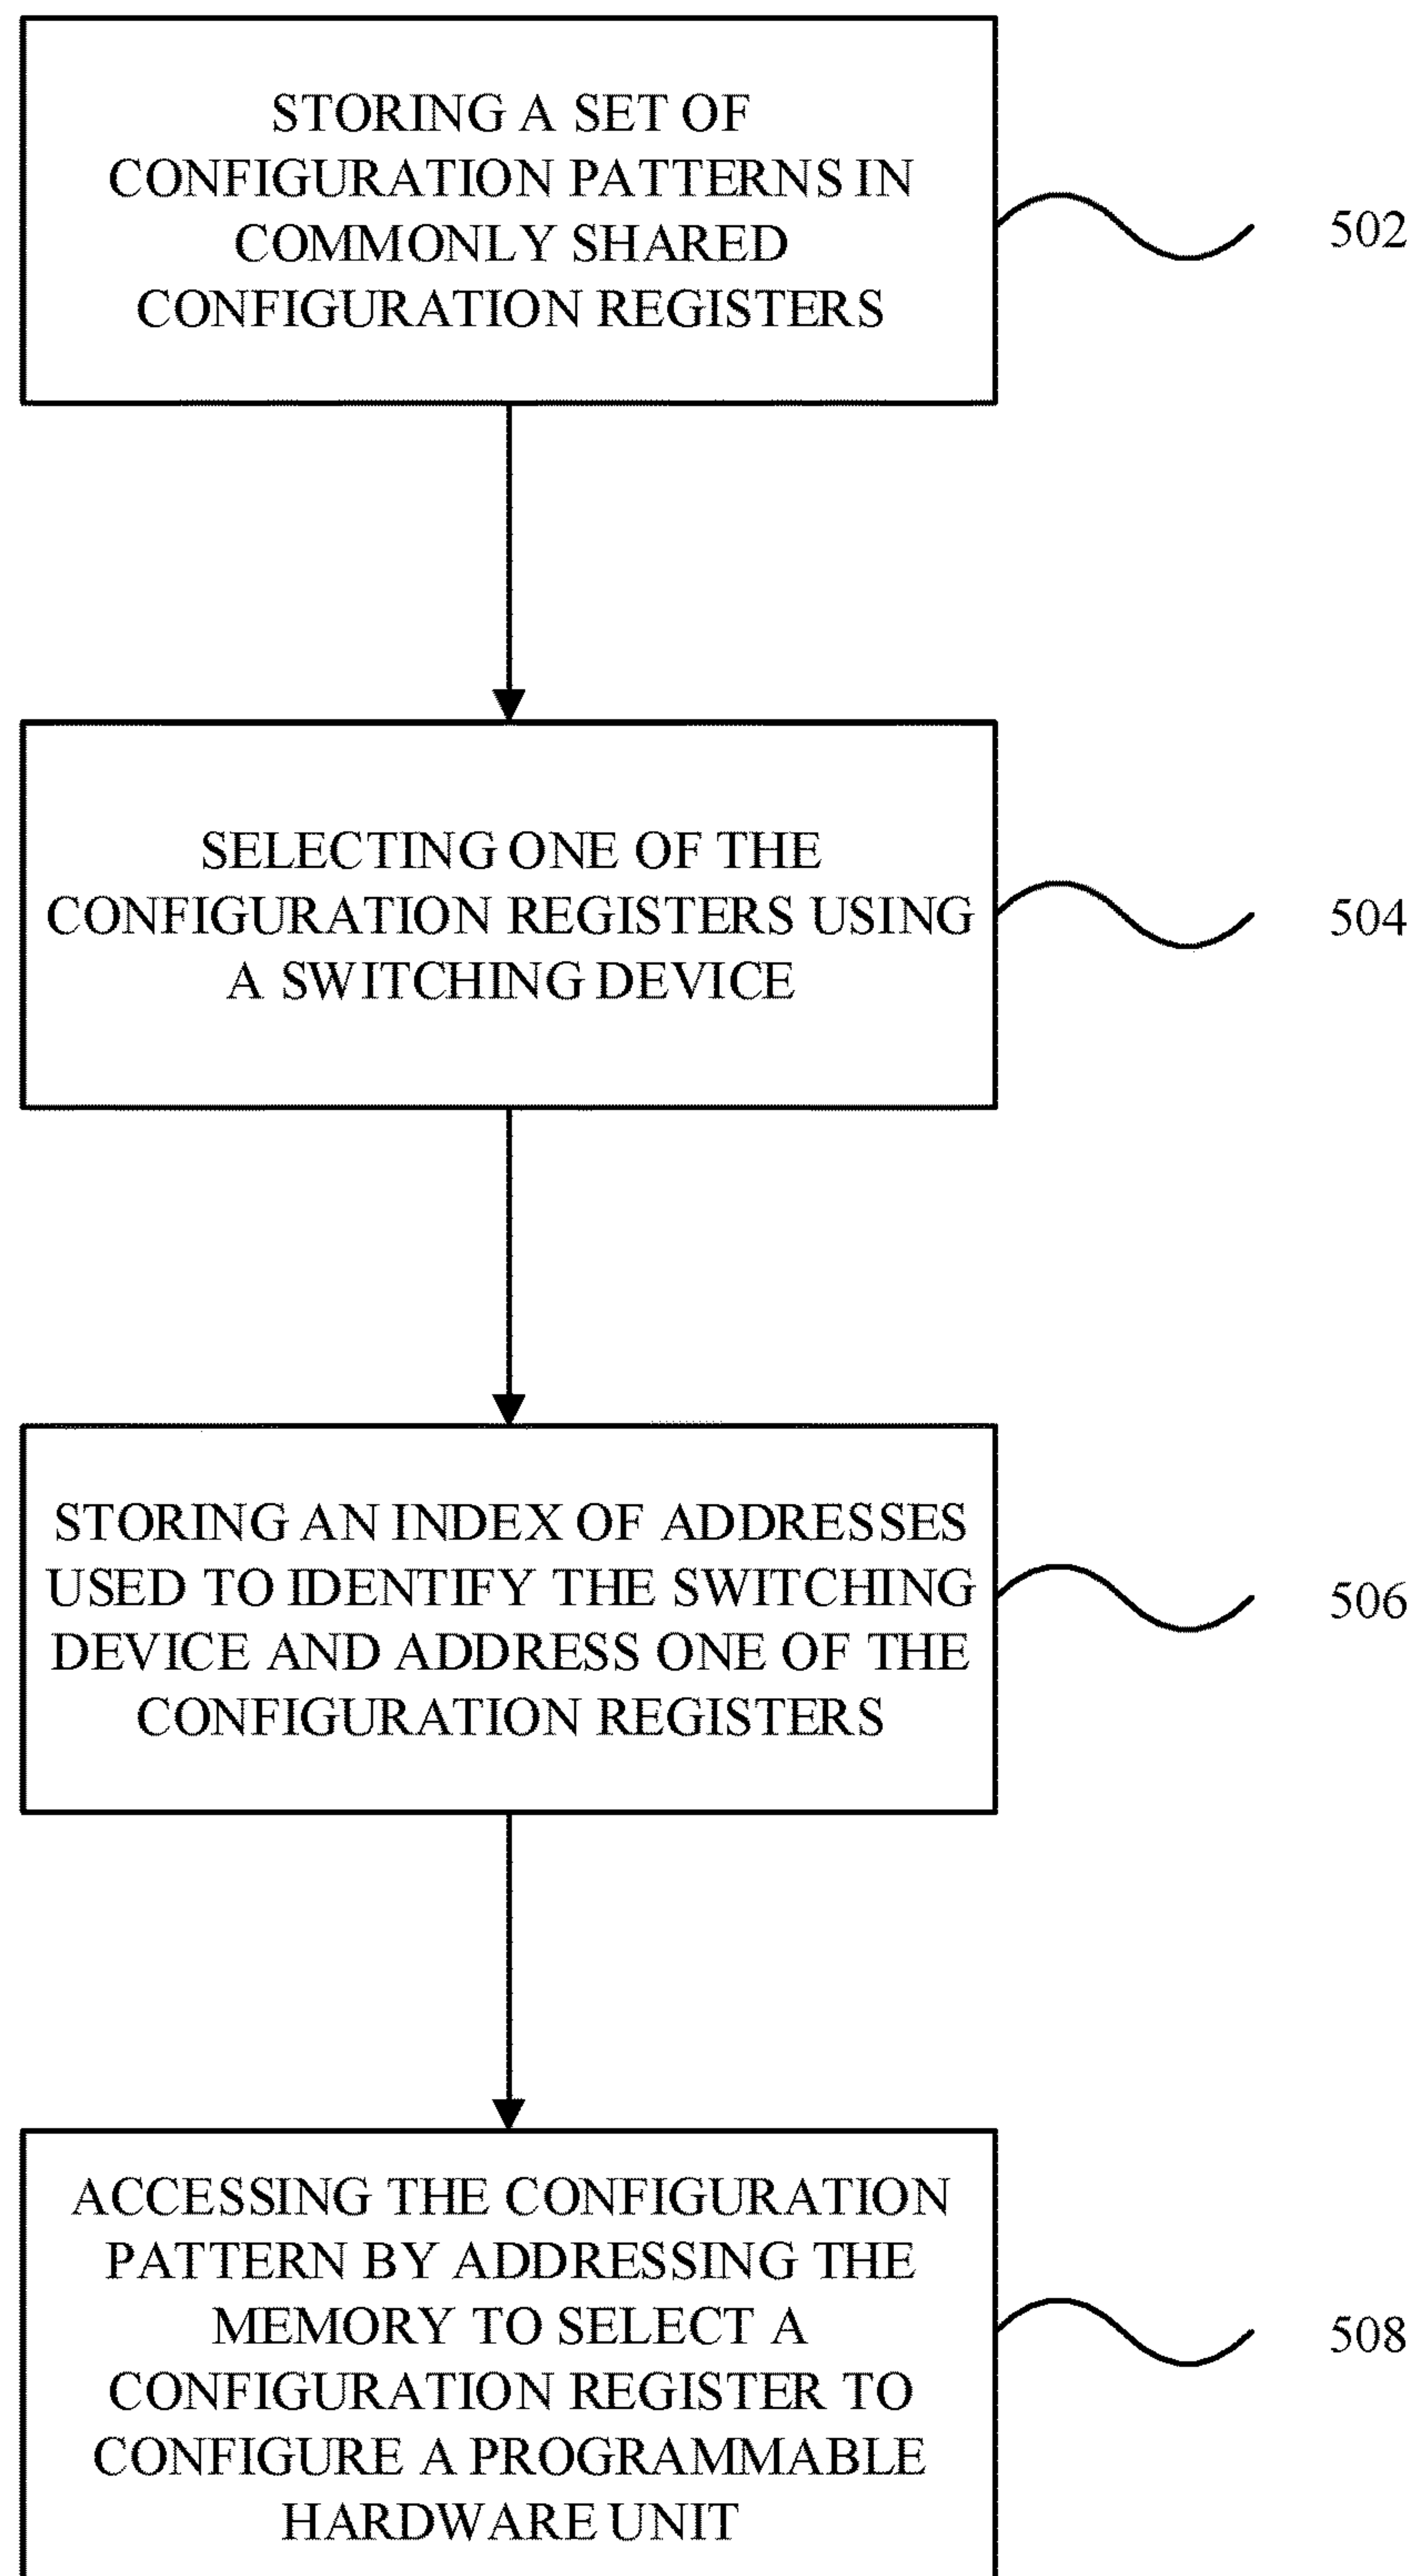 STORING A SET OF
CONFIGURATION PATTERNS IN
COMMONLY SHARED
CONFIGURATION REGISTERS
502
SELECTING ONE OF THE
CONFIGURATION REGISTERS USING
A SWITCHING DEVICE
504
STORING AN INDEX OF ADDRESSES
USED TO IDENTIFY THE SWITCHING
DEVICE AND ADDRESS ONE OF THE
CONFIGURATION REGISTERS
506
ACCESSING THE CONFIGURATION
PATTERN BY ADDRESSING THE
MEMORY TO SELECT A
CONFIGURATION REGISTER TO
CONFIGURE A PROGRAMMABLE
HARDWARE UNIT
508